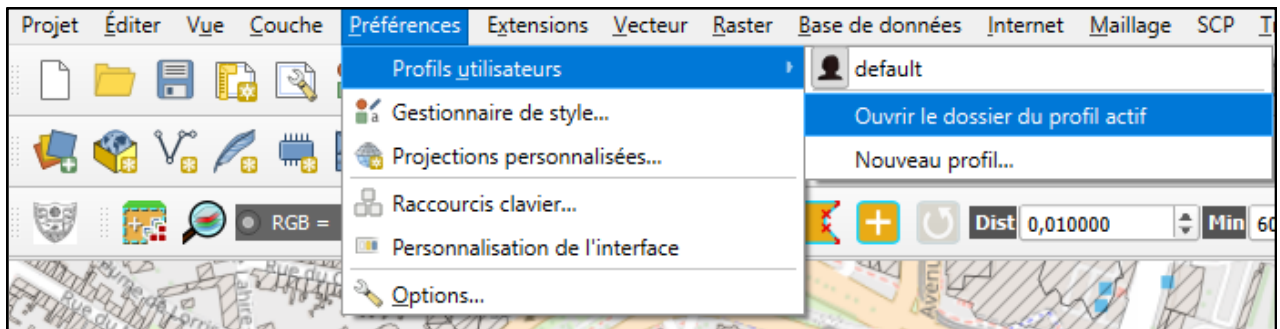 Projet Éditer Vue Couche Préférences Extensions Vecteur Raster Base de données Internet Maillage SCP
Profils utilisateurs
default
Gestionnaire de style...
Ouvrir le dossier du profil actif
Projections personnalisées...
Nouveau profil...
Raccourcis clavier...
RGB =
Dist 0,010000 Min 60
Personnalisation de l'interface
Options...